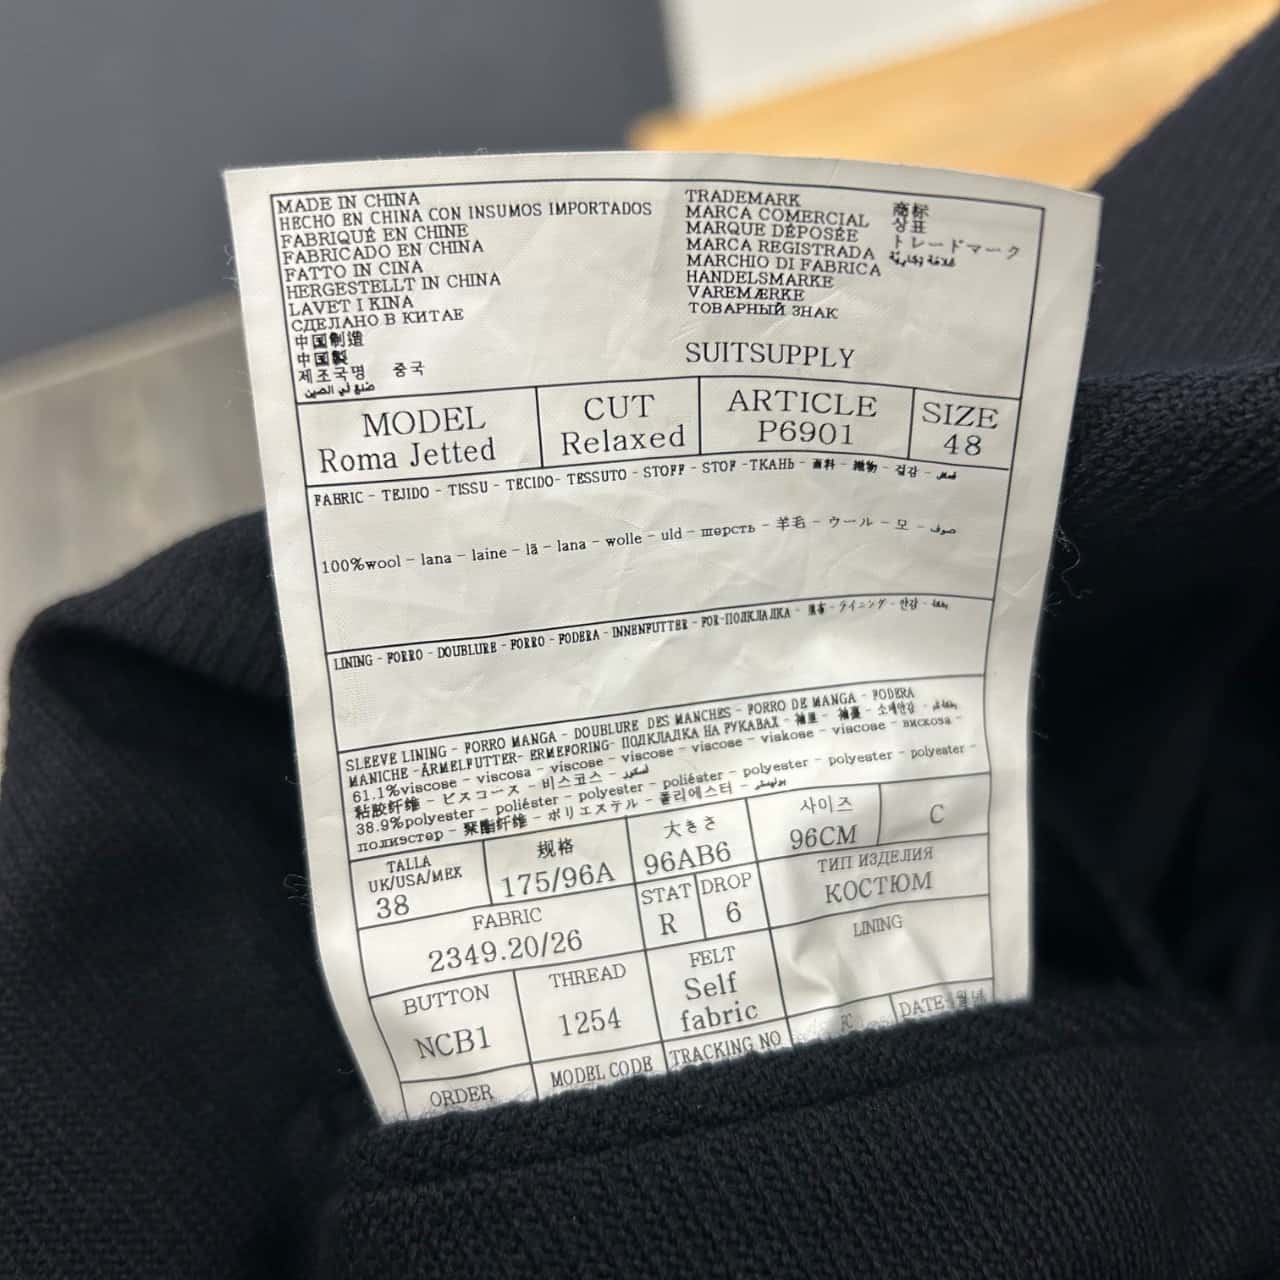 MADE IN CHINA
HECHO EN CHINA CON INSUMOS IMPORTADOS
FABRIQUÉ EN CHINE
FABRICADO EN CHINA
FATTO IN CINA
HERGESTELLT IN CHINA
LAVET I KINA
СДЕЛАНО В КИТАЕ
中国制造
中国製
제조국명 중국
صنع في الصين
TRADEMARK
MARCA COMERCIAL
MARQUE DÉPOSÉE
MARCA REGISTRADA
MARCHIO DI FABRICA
HANDELSMARKE
VAREMÆRKE
ТОВАРНЫЙ ЗНАК
商标
상표
トレードマーク
SUITSUPPLY
MODEL
Roma Jetted
CUT
Relaxed
ARTICLE
P6901
SIZE
48
FABRIC - TEJIDO - TISSU - TECIDO- TESSUTO - STOFF - STOF -ТКАНЬ - 面料 - 織物 - 겉감 -
100%wool - lana - laine - lã - lana - wolle - uld - шерсть - 羊毛 - ウール - 모 - صوف
LINING - FORRO - DOUBLURE - FORRO - FODERA - INNENFUTTER - FOR-ПОДКЛАДКА - - ライニング - 안감 -
SLEEVE LINING - FORRO MANGA - DOUBLURE DES MANCHES - FORRO DE MANGA - FODERA
MANICHE -ÄRMELFUTTER- ERMEFORING- ПОДКЛАДКА НА РУКАВАХ - 袖里 - - 소매안감 -
61.1%viscose - viscosa - viscose - viscose - viscose - viskose - viscose - вискоза -
粘胶纤维 - ビスコース - 비스코스 -
38.9%polyester - poliéster - polyester - poliéster - polyester - polyester - polyester -
полиэстер - 聚酯纤维 - ポリエステル - 폴리에스터 - بوليستر
TALLA
UK/USA/MEX
38
规格
175/96A
大きさ
96AB6
사이즈
96CM
C
FABRIC
2349.20/26
STAT
R
DROP
6
ТИП ИЗДЕЛИЯ
КОСТЮМ
BUTTON
NCB1
THREAD
1254
FELT
Self
fabric
LINING
ORDER
MODEL CODE
TRACKING NO
DATE